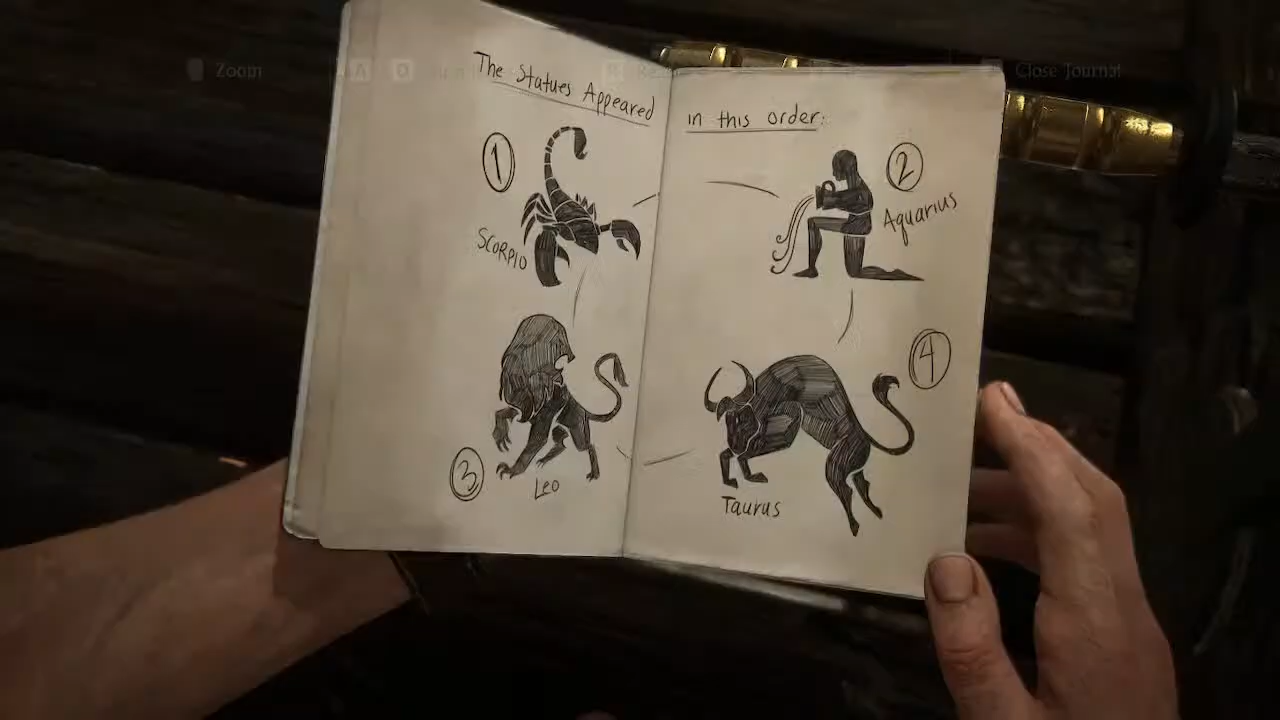 Zoom
A D
Close Journal
The Statues Appeared
in this order:
1
Scorpio
2
Aquarius
3
Leo
4
Taurus